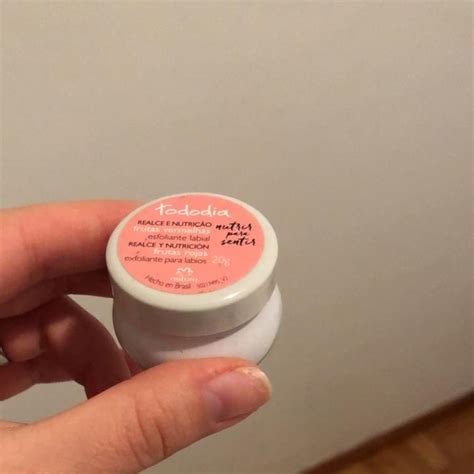 tododia
REALCE E NUTRIÇÃO
frutas vermelhas
esfoliante labial
REALCE Y NUTRICIÓN
frutas rojas
exfoliante para labios 20g
nutrir
para
sentir
natura
Hecho en Brasil